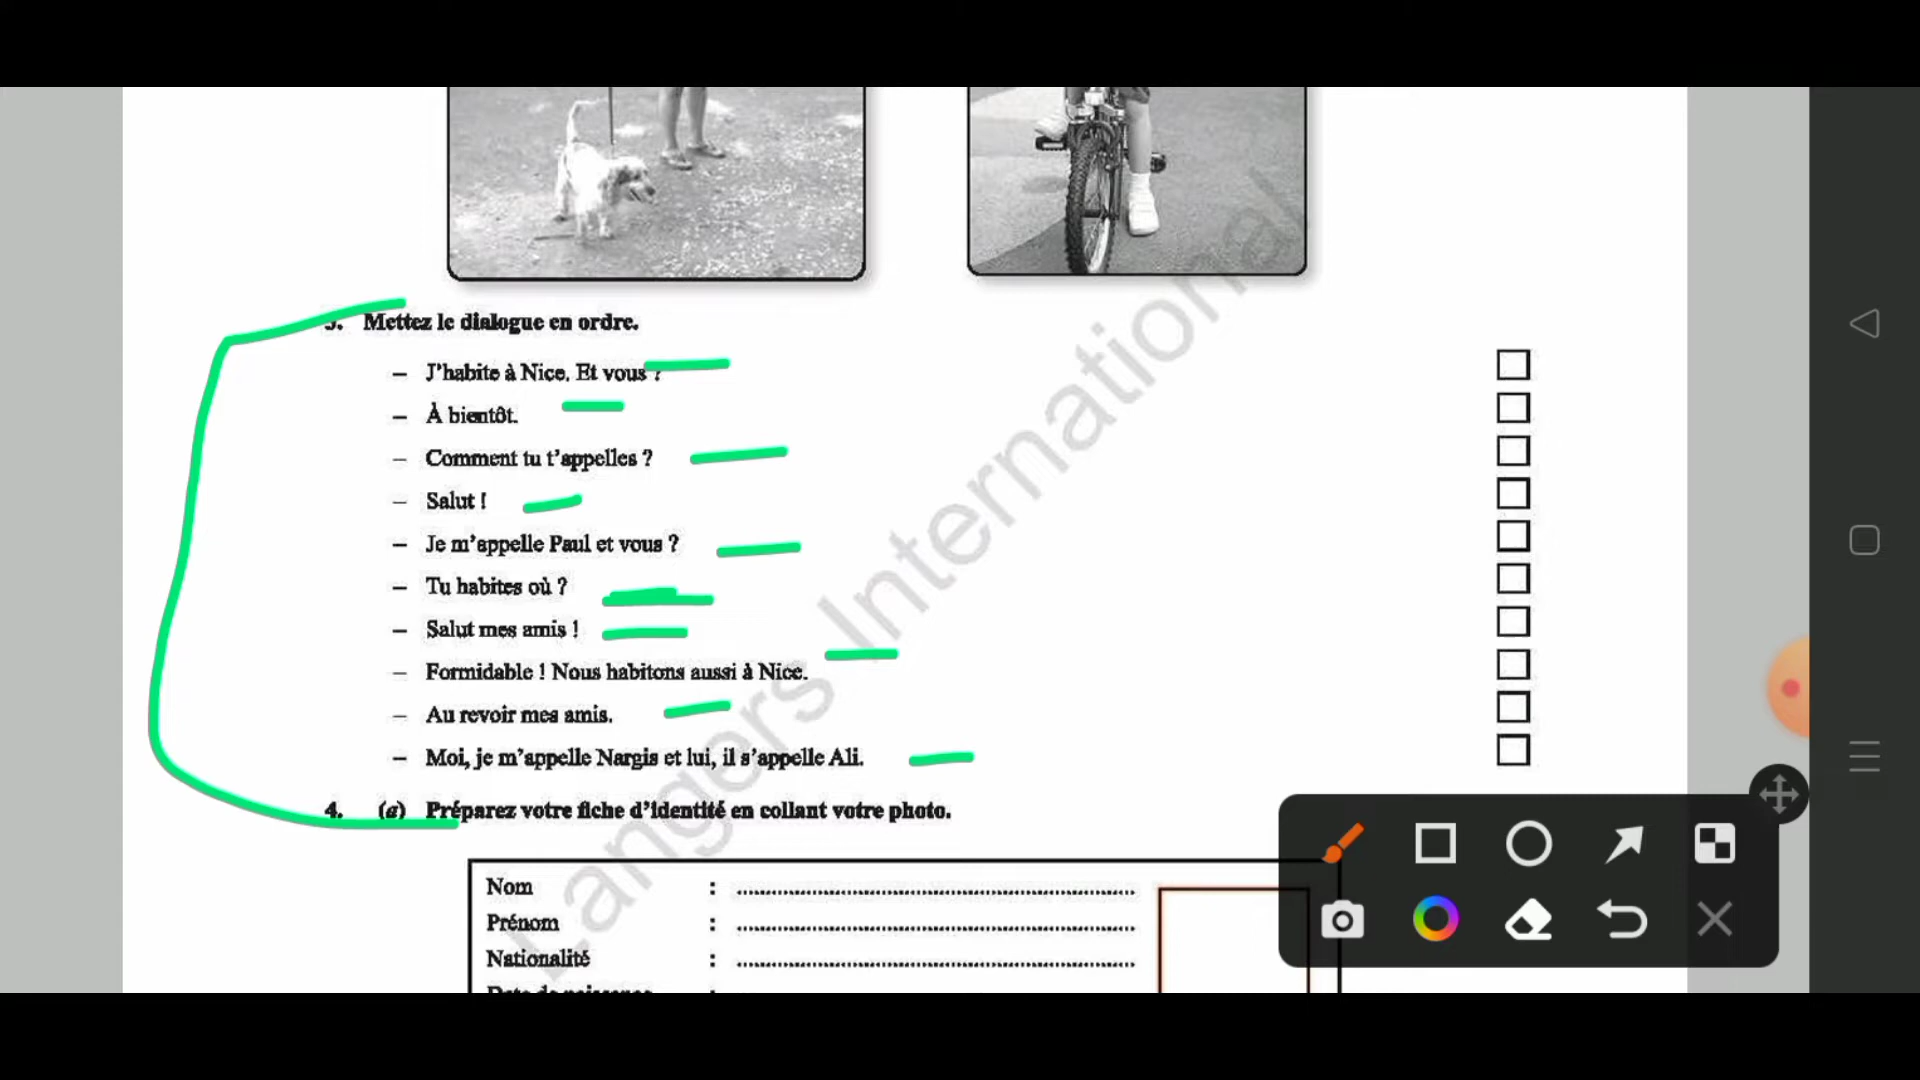 3. Mettez le dialogue en ordre.
– J'habite à Nice. Et vous ?
– À bientôt.
– Comment tu t'appelles ?
– Salut !
– Je m'appelle Paul et vous ?
– Tu habites où ?
– Salut mes amis !
– Formidable ! Nous habitons aussi à Nice.
– Au revoir mes amis.
– Moi, je m'appelle Nargis et lui, il s'appelle Ali.
4. (a) Préparez votre fiche d'identité en collant votre photo.
Nom : ........................................
Prénom : ........................................
Nationalité : ........................................
Date de naissance :
Langers International